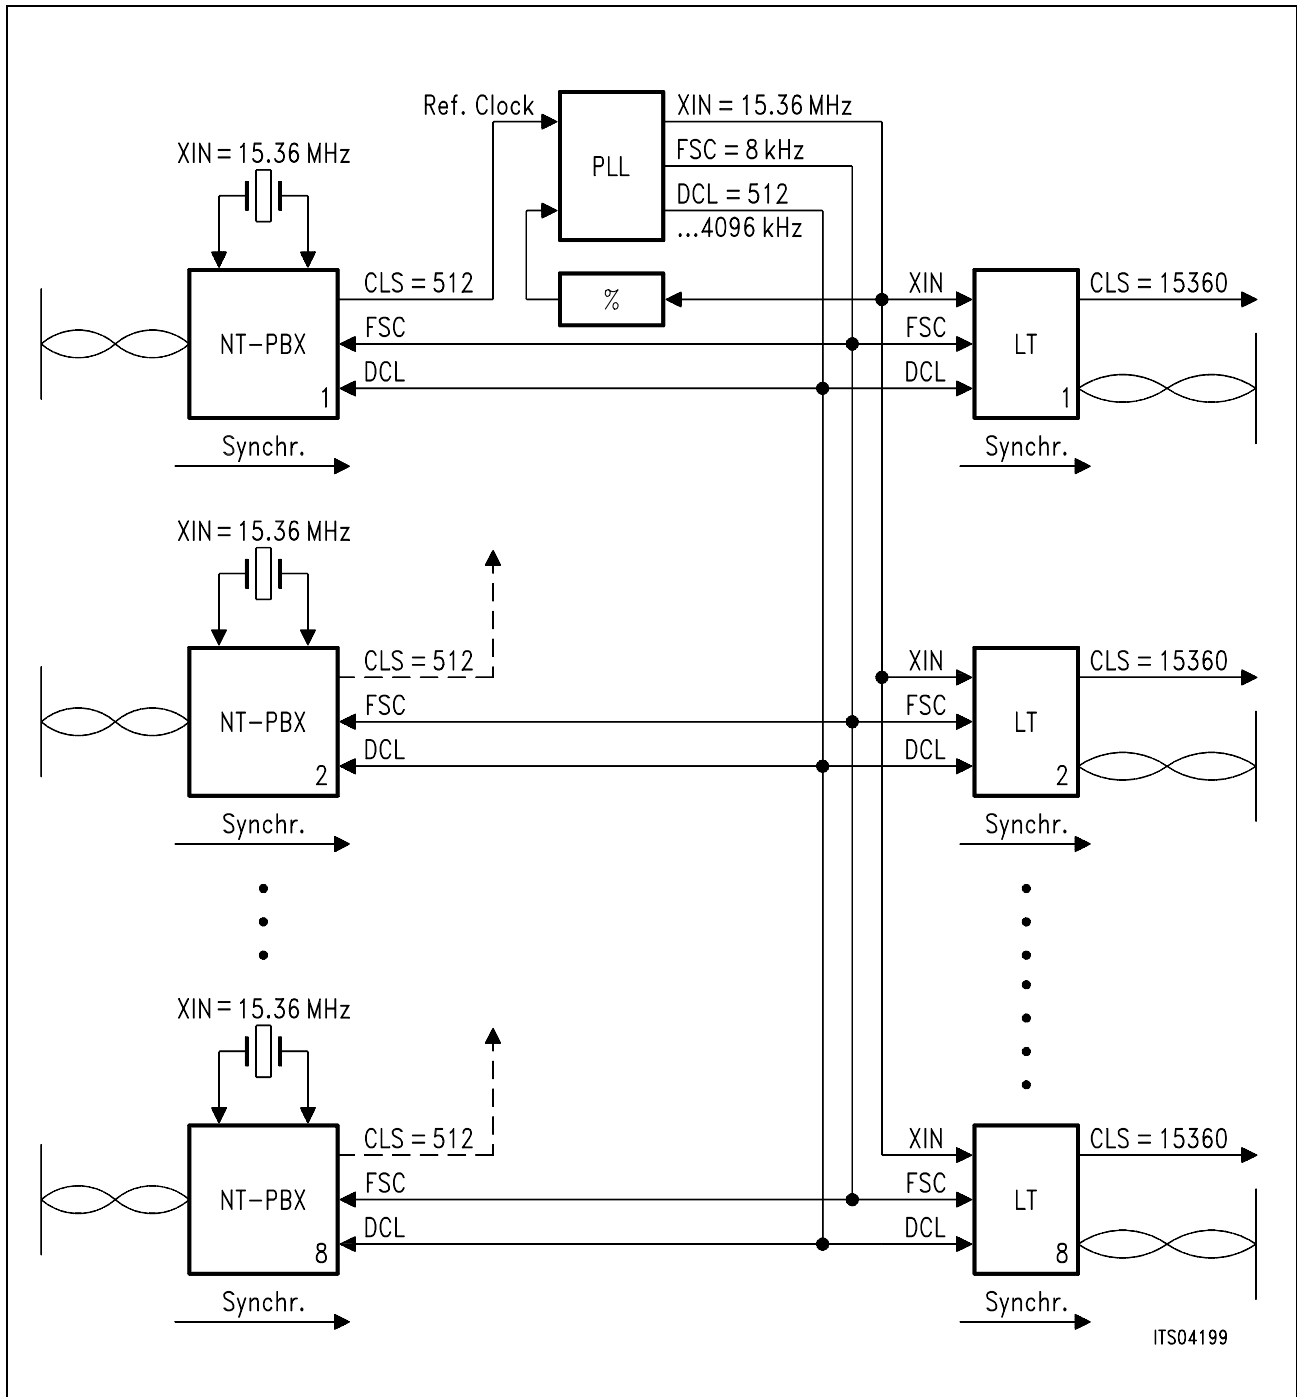 Ref. Clock
XIN = 15.36 MHz
FSC = 8 kHz
DCL = 512
...4096 kHz
PLL
%
XIN = 15.36 MHz
CLS = 512
FSC
DCL
NT-PBX
1
Synchr.
XIN
FSC
DCL
LT
1
CLS = 15360
Synchr.
XIN = 15.36 MHz
CLS = 512
FSC
DCL
NT-PBX
2
Synchr.
XIN
FSC
DCL
LT
2
CLS = 15360
Synchr.
XIN = 15.36 MHz
CLS = 512
FSC
DCL
NT-PBX
8
Synchr.
XIN
FSC
DCL
LT
8
CLS = 15360
Synchr.
ITS04199